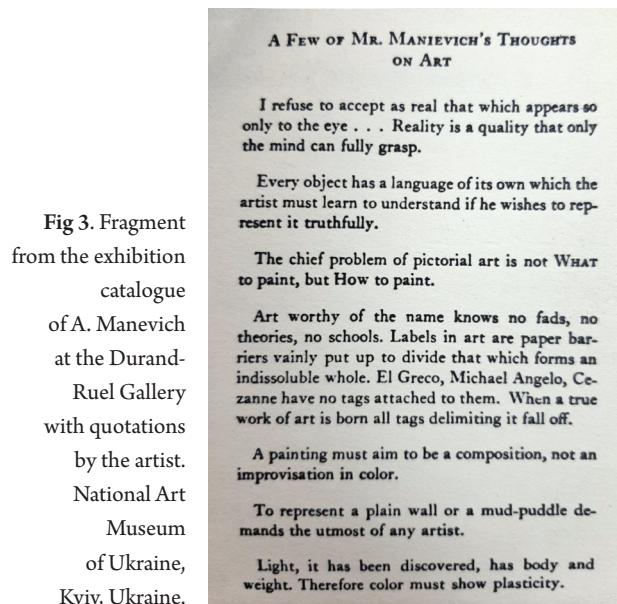 Fig 3. Fragment
from the exhibition
catalogue
of A. Manevich
at the Durand-
Ruel Gallery
with quotations
by the artist.
National Art
Museum
of Ukraine,
Kyiv. Ukraine.
A Few of Mr. Manievich's Thoughts
on Art
I refuse to accept as real that which appears so
only to the eye . . . Reality is a quality that only
the mind can fully grasp.
Every object has a language of its own which the
artist must learn to understand if he wishes to rep-
resent it truthfully.
The chief problem of pictorial art is not What
to paint, but How to paint.
Art worthy of the name knows no fads, no
theories, no schools. Labels in art are paper bar-
riers vainly put up to divide that which forms an
indissoluble whole. El Greco, Michael Angelo, Ce-
zanne have no tags attached to them. When a true
work of art is born all tags delimiting it fall off.
A painting must aim to be a composition, not an
improvisation in color.
To represent a plain wall or a mud-puddle de-
mands the utmost of any artist.
Light, it has been discovered, has body and
weight. Therefore color must show plasticity.